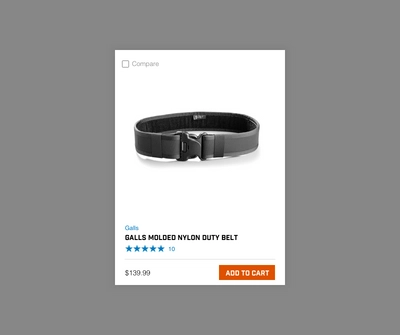 Compare
Galls
GALLS MOLDED NYLON DUTY BELT
10
$139.99
ADD TO CART